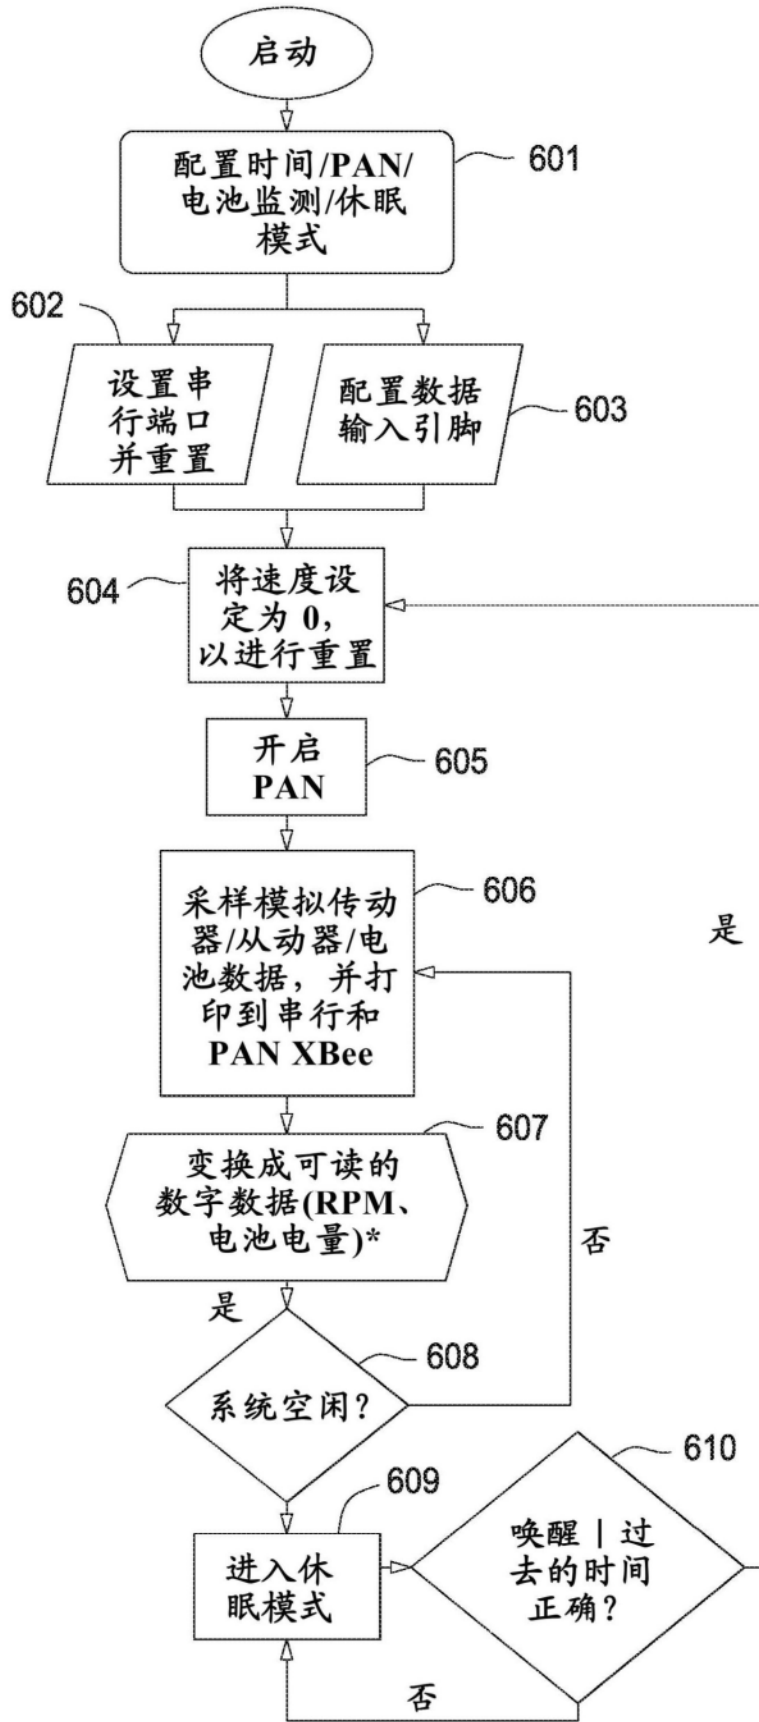 启动
配置时间/PAN/
电池监测/休眠
模式
601
602
设置串
行端口
并重置
配置数据
输入引脚
603
604
将速度设
定为 0，
以进行重置
开启
PAN
605
采样模拟传动
器/从动器/电
池数据，并打
印到串行和
PAN XBee
606
是
变换成可读的
数字数据(RPM、
电池电量)*
607
否
是
系统空闲?
608
进入休
眠模式
609
唤醒 | 过
去的时间
正确?
610
否